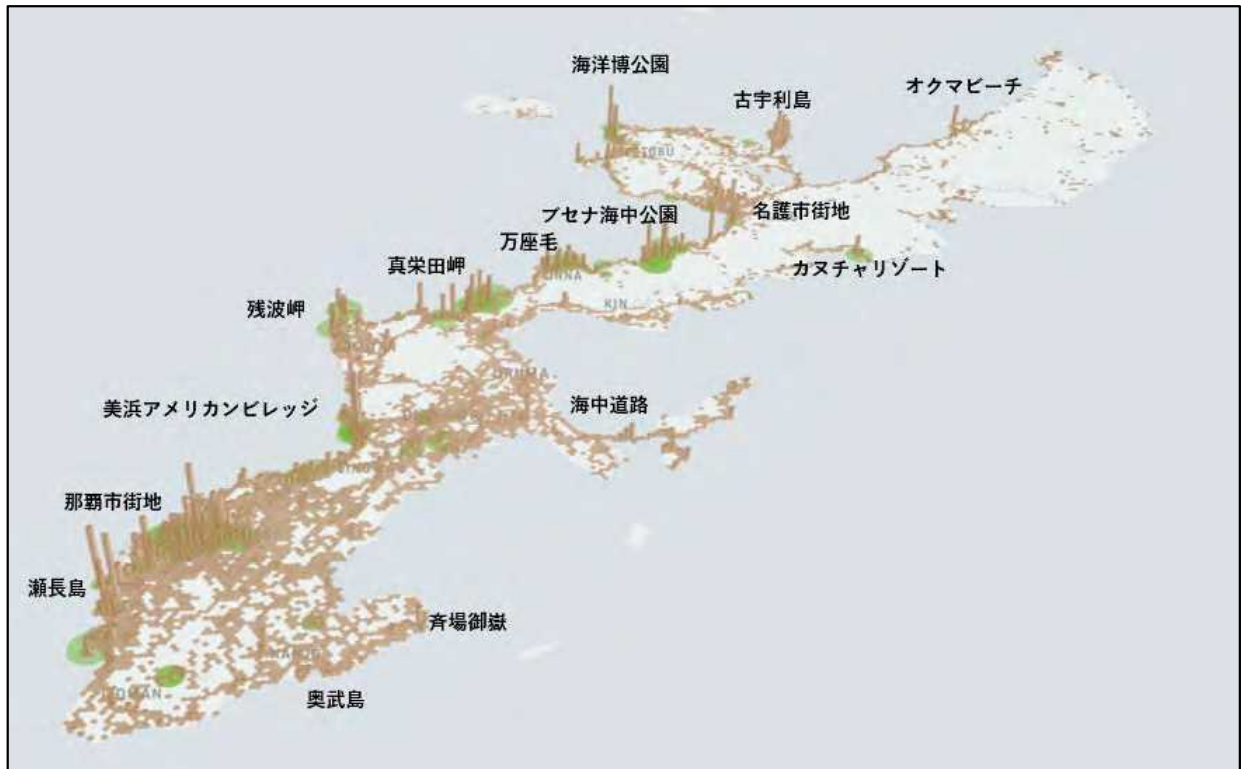 海洋博公園
古宇利島
オクマビーチ
ブセナ海中公園
名護市街地
万座毛
カヌチャリゾート
真栄田岬
KIN
残波岬
美浜アメリカンビレッジ
海中道路
那覇市街地
瀬長島
斉場御嶽
奥武島